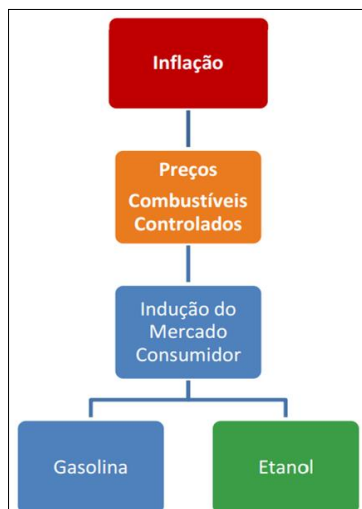 Inflação
Preços
Combustíveis
Controlados
Indução do
Mercado
Consumidor
Gasolina
Etanol